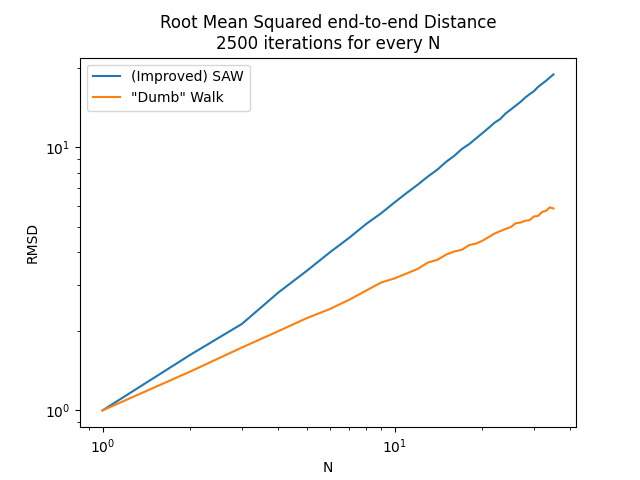 Root Mean Squared end-to-end Distance
2500 iterations for every N
(Improved) SAW
"Dumb" Walk
10¹
10⁰
RMSD
10⁰
10¹
N